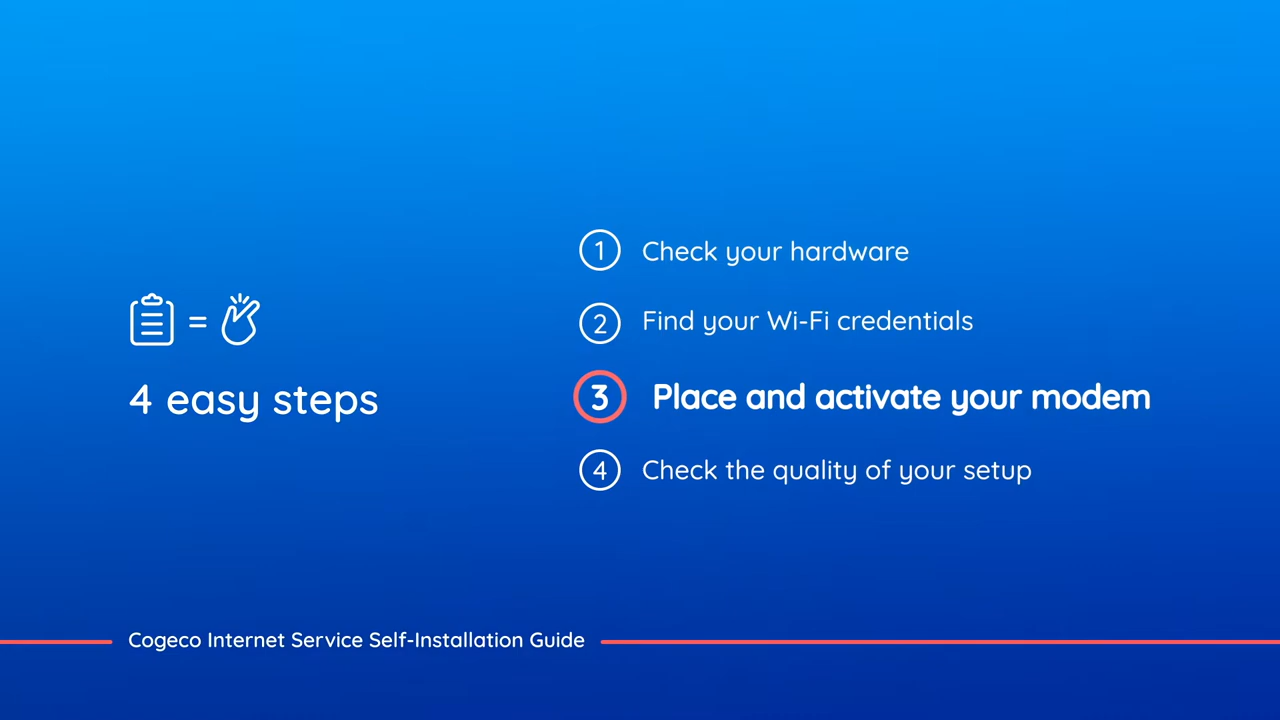 1 Check your hardware
2 Find your Wi-Fi credentials
=
4 easy steps
3 Place and activate your modem
4 Check the quality of your setup
Cogeco Internet Service Self-Installation Guide